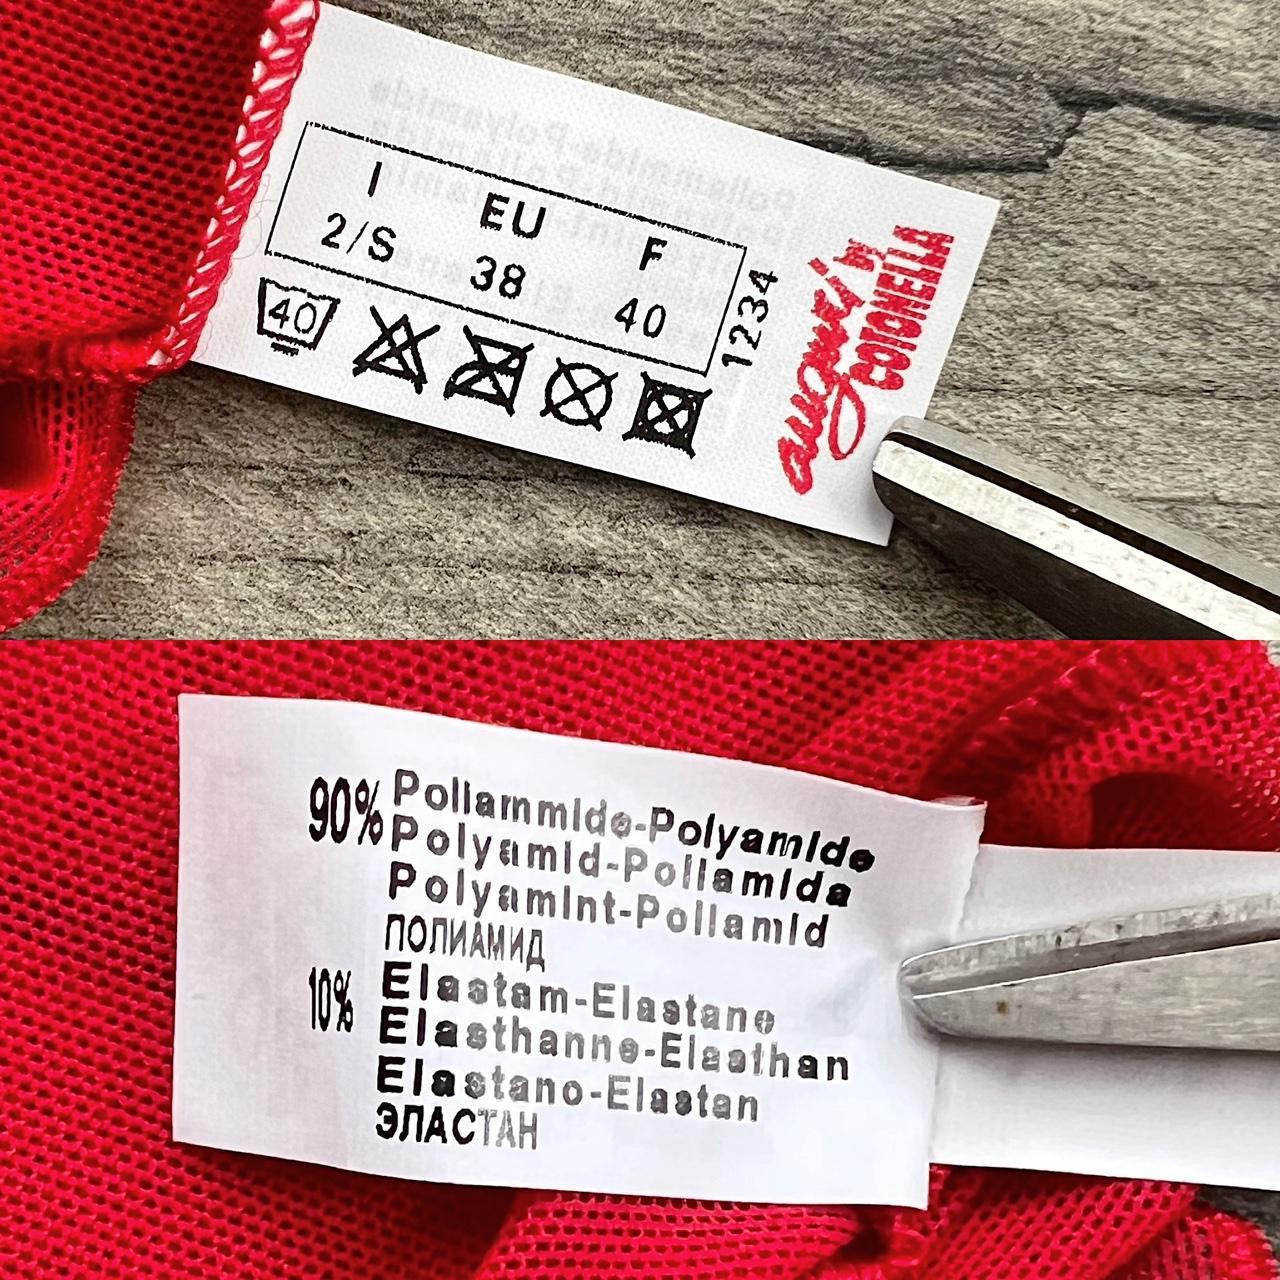 I EU F
2/S 38 40
1234
40
auguri by
COTONELLA
90% Poliammide-Polyamide
Polyamid-Poliamida
Polyamint-Poliamid
ПОЛИАМИД
10% Elastam-Elastane
Elasthanne-Elasthan
Elastano-Elastan
ЭЛАСТАН